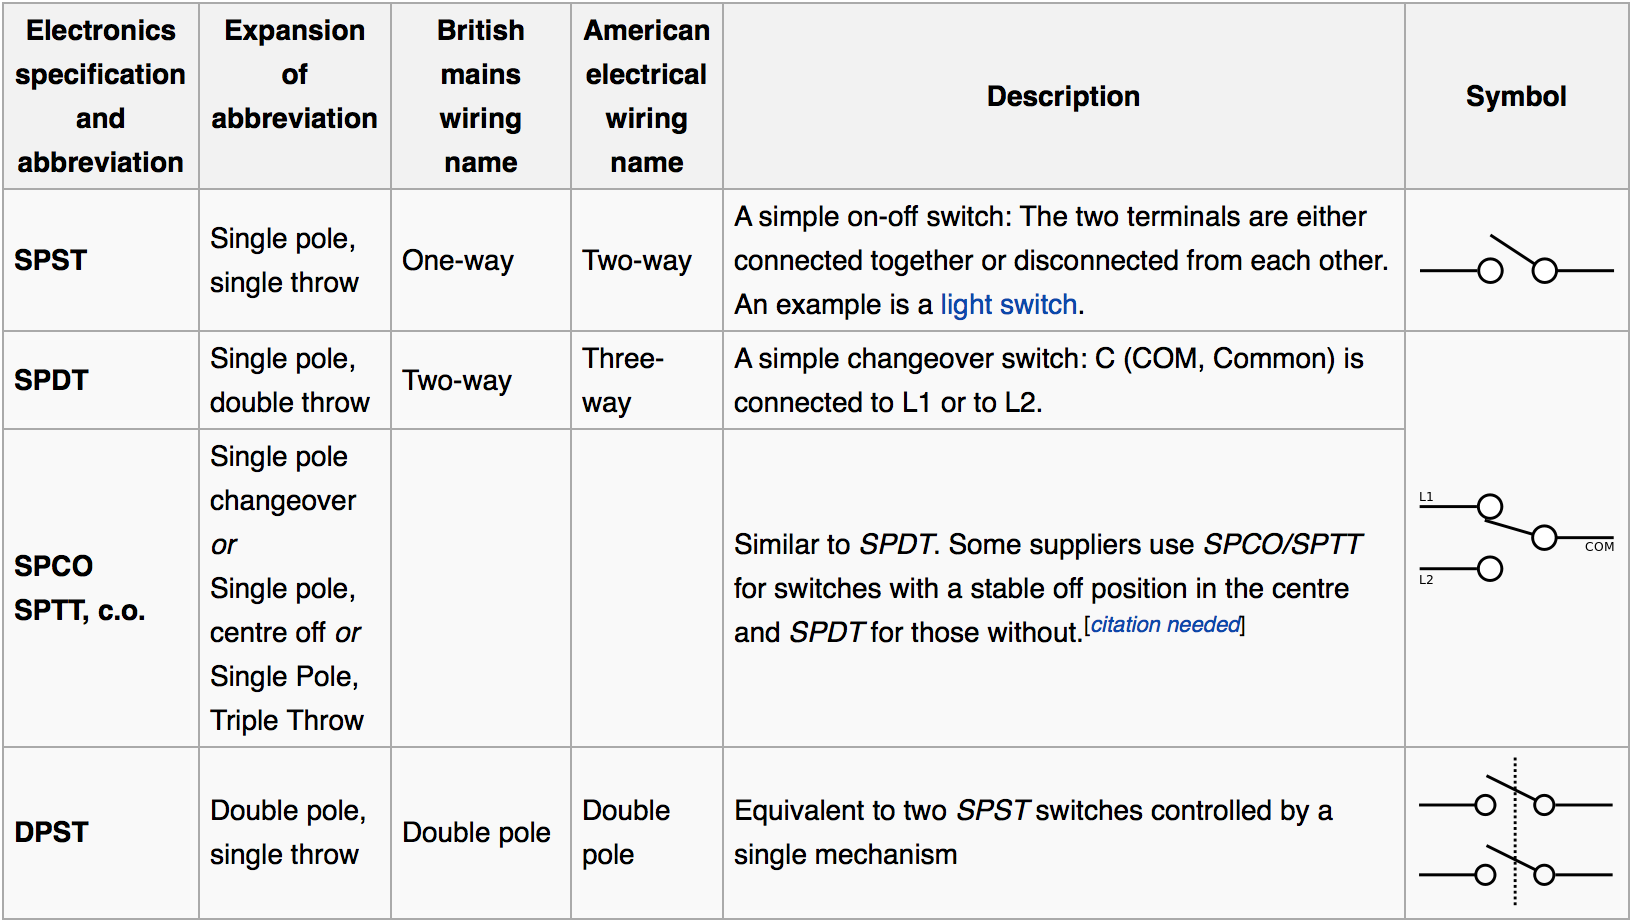 Electronics
specification
and
abbreviation
Expansion
of
abbreviation
British
mains
wiring
name
American
electrical
wiring
name
Description
Symbol
SPST
Single pole,
single throw
One-way
Two-way
A simple on-off switch: The two terminals are either
connected together or disconnected from each other.
An example is a light switch.
SPDT
Single pole,
double throw
Two-way
Three-
way
A simple changeover switch: C (COM, Common) is
connected to L1 or to L2.
L1
COM
L2
SPCO
SPTT, c.o.
Single pole
changeover
or
Single pole,
centre off or
Single Pole,
Triple Throw
Similar to SPDT. Some suppliers use SPCO/SPTT
for switches with a stable off position in the centre
and SPDT for those without.[citation needed]
DPST
Double pole,
single throw
Double pole
Double
pole
Equivalent to two SPST switches controlled by a
single mechanism